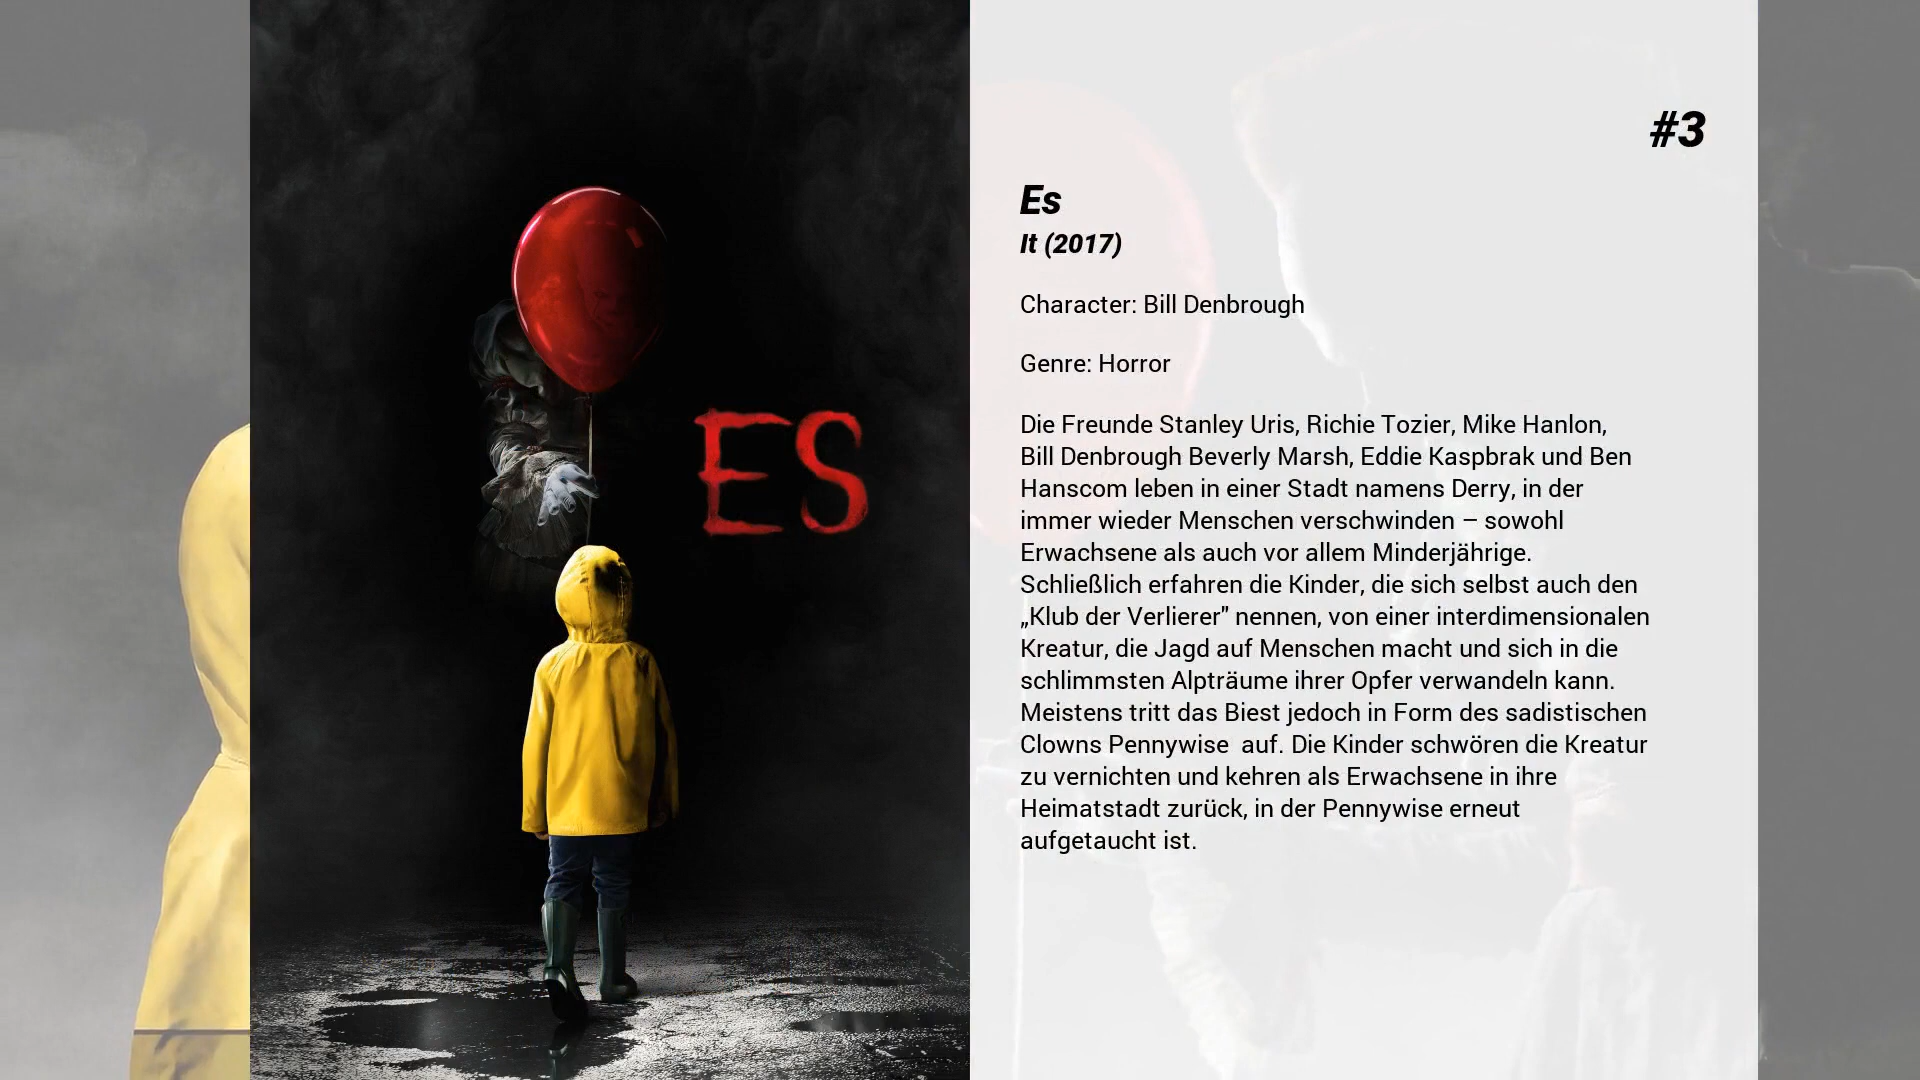 ES
#3
Es
It (2017)
Character: Bill Denbrough
Genre: Horror
Die Freunde Stanley Uris, Richie Tozier, Mike Hanlon,
Bill Denbrough Beverly Marsh, Eddie Kaspbrak und Ben
Hanscom leben in einer Stadt namens Derry, in der
immer wieder Menschen verschwinden – sowohl
Erwachsene als auch vor allem Minderjährige.
Schließlich erfahren die Kinder, die sich selbst auch den
„Klub der Verlierer" nennen, von einer interdimensionalen
Kreatur, die Jagd auf Menschen macht und sich in die
schlimmsten Alpträume ihrer Opfer verwandeln kann.
Meistens tritt das Biest jedoch in Form des sadistischen
Clowns Pennywise  auf. Die Kinder schwören die Kreatur
zu vernichten und kehren als Erwachsene in ihre
Heimatstadt zurück, in der Pennywise erneut
aufgetaucht ist.